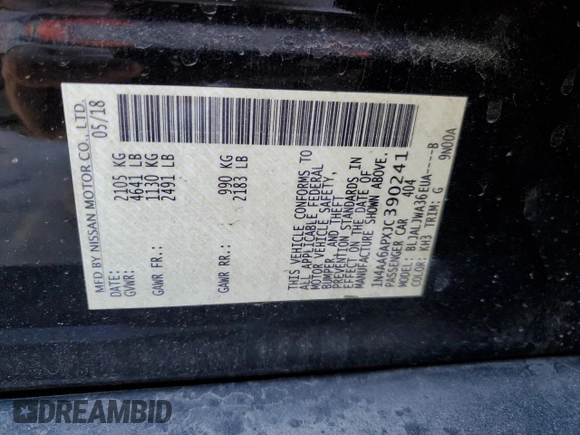 MFD BY NISSAN MOTOR CO., LTD.
DATE: 05/18
GVWR: 2105 KG
4641 LB
GAWR FR.: 1130 KG
2491 LB
GAWR RR.: 990 KG
2183 LB
THIS VEHICLE CONFORMS TO
ALL APPLICABLE FEDERAL
MOTOR VEHICLE SAFETY,
BUMPER, AND THEFT
PREVENTION STANDARDS IN
EFFECT ON THE DATE OF
MANUFACTURE SHOWN ABOVE.
1N4AA6APXJC390241
PASSENGER CAR 404
MODEL: BLJALJWA36EUA----B
COLOR: KH3 TRIM: G 9N00A
DREAMBID